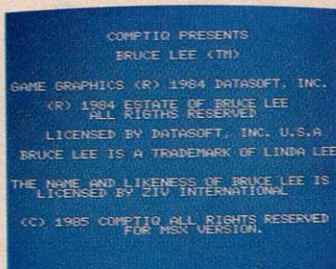 COMPTIQ PRESENTS
BRUCE LEE (TM)
GAME GRAPHICS (R) 1984 DATASOFT, INC.
(R) 1984 ESTATE OF BRUCE LEE
ALL RIGTHS RESERVED
LICENSED BY DATASOFT, INC. U.S.A
BRUCE LEE IS A TRADEMARK OF LINDA LEE
THE NAME AND LIKENESS OF BRUCE LEE IS
LICENSED BY ZIV INTERNATIONAL
(C) 1985 COMPTIQ ALL RIGHTS RESERVED
FOR MSX VERSION.